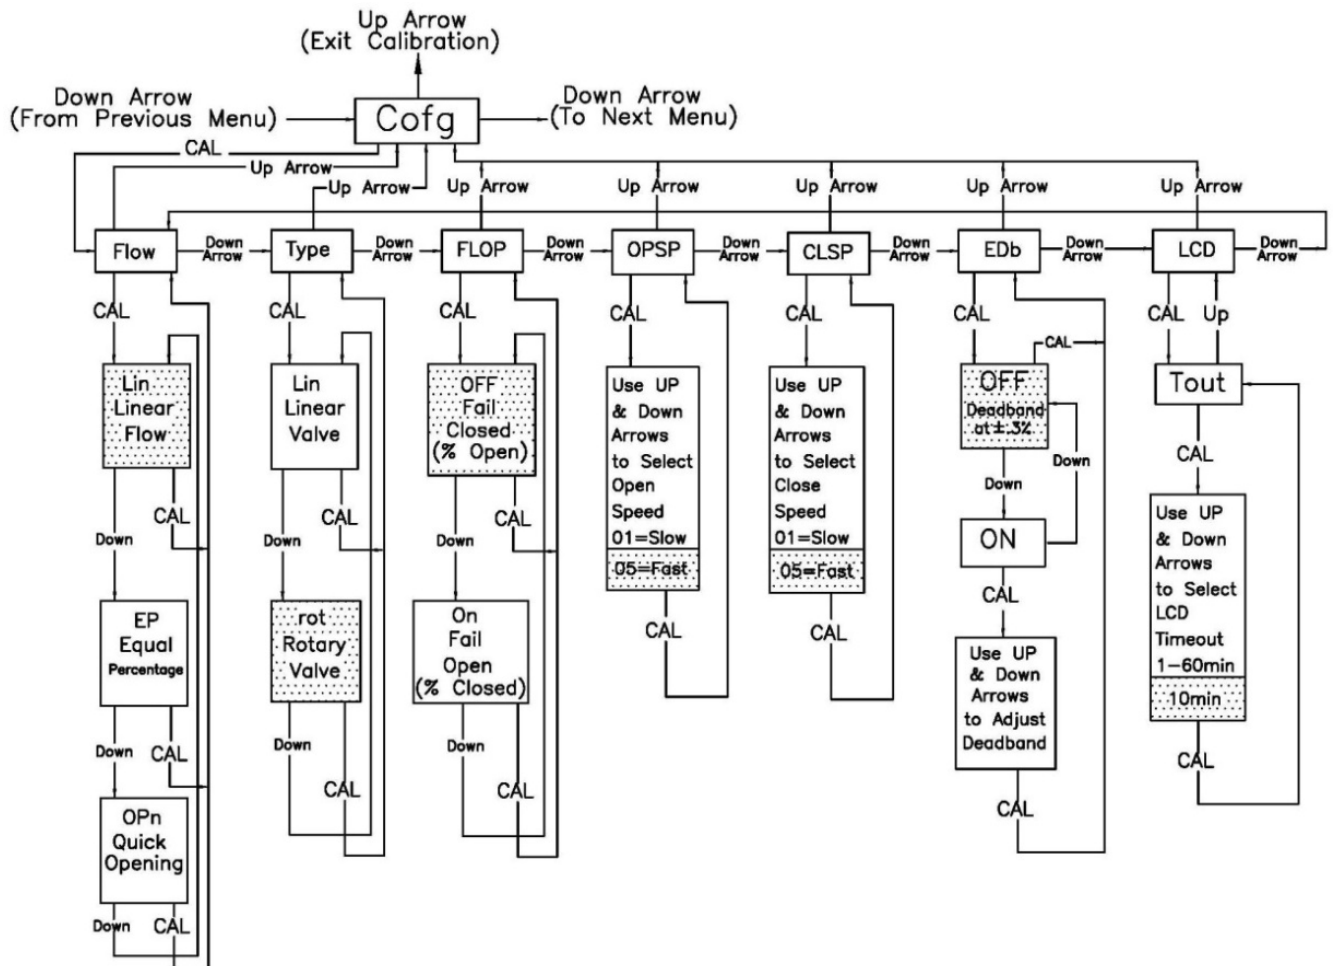 Up Arrow
(Exit Calibration)
Down Arrow
(From Previous Menu)
Cofg
Down Arrow
(To Next Menu)
CAL
Up Arrow
Up Arrow
Up Arrow
Up Arrow
Up Arrow
Up Arrow
Up Arrow
Flow
Down
Arrow
Type
Down
Arrow
FLOP
Down
Arrow
OPSP
Down
Arrow
CLSP
Down
Arrow
EDb
Down
Arrow
LCD
Down
Arrow
CAL
Lin
Linear
Flow
Down
CAL
EP
Equal
Percentage
Down
CAL
OPn
Quick
Opening
Down
CAL
CAL
Lin
Linear
Valve
Down
CAL
rot
Rotary
Valve
Down
CAL
CAL
OFF
Fail
Closed
(% Open)
Down
CAL
On
Fail
Open
(% Closed)
Down
CAL
CAL
Use UP
& Down
Arrows
to Select
Open
Speed
01=Slow
05=Fast
CAL
CAL
Use UP
& Down
Arrows
to Select
Close
Speed
01=Slow
05=Fast
CAL
CAL
CAL
OFF
Deadband
at±.3%
Down
Down
ON
CAL
Use UP
& Down
Arrows
to Adjust
Deadband
CAL
CAL
Up
Tout
CAL
Use UP
& Down
Arrows
to Select
LCD
Timeout
1-60min
10min
CAL